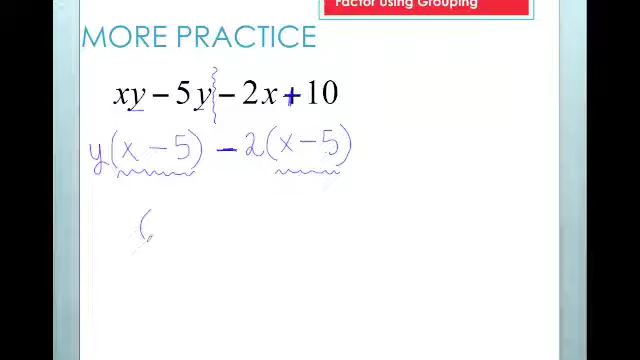 Factor Using Grouping
MORE PRACTICE
xy − 5y − 2x + 10
y(x − 5) − 2(x − 5)
(